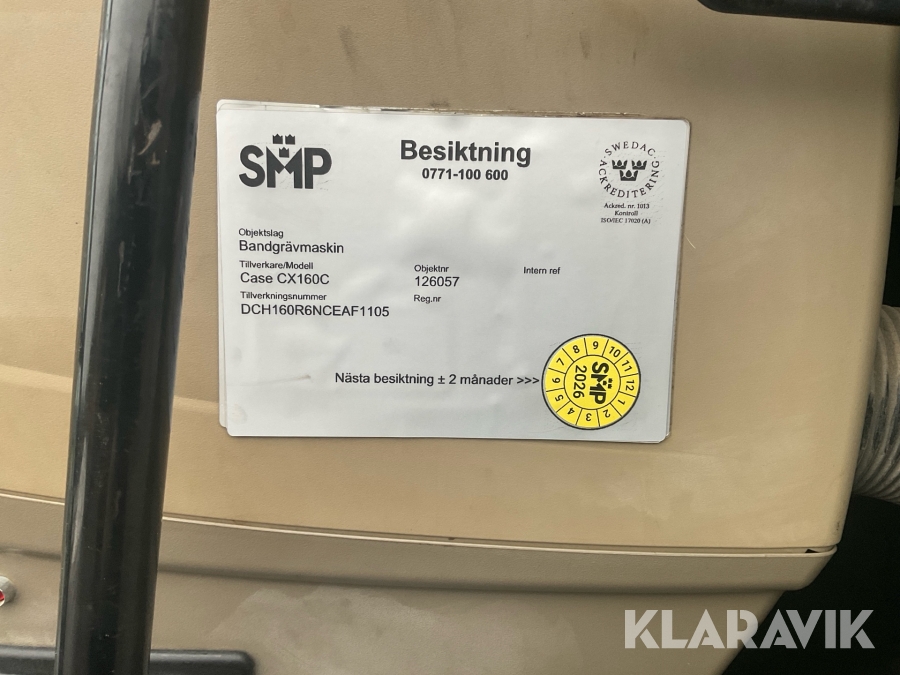 SMP
Besiktning
0771-100 600
SWEDAC
ACKREDITERING
Ackred. nr. 1013
Kontroll
ISO/IEC 17020 (A)
Objektslag
Bandgrävmaskin
Tillverkare/Modell
Case CX160C
Objektnr
126057
Intern ref
Tillverkningsnummer
DCH160R6NCEAF1105
Reg.nr
Nästa besiktning ± 2 månader >>>
1 2 3 4 5 6 7 8 9 10 11 12
SMP
2026
KLARAVIK